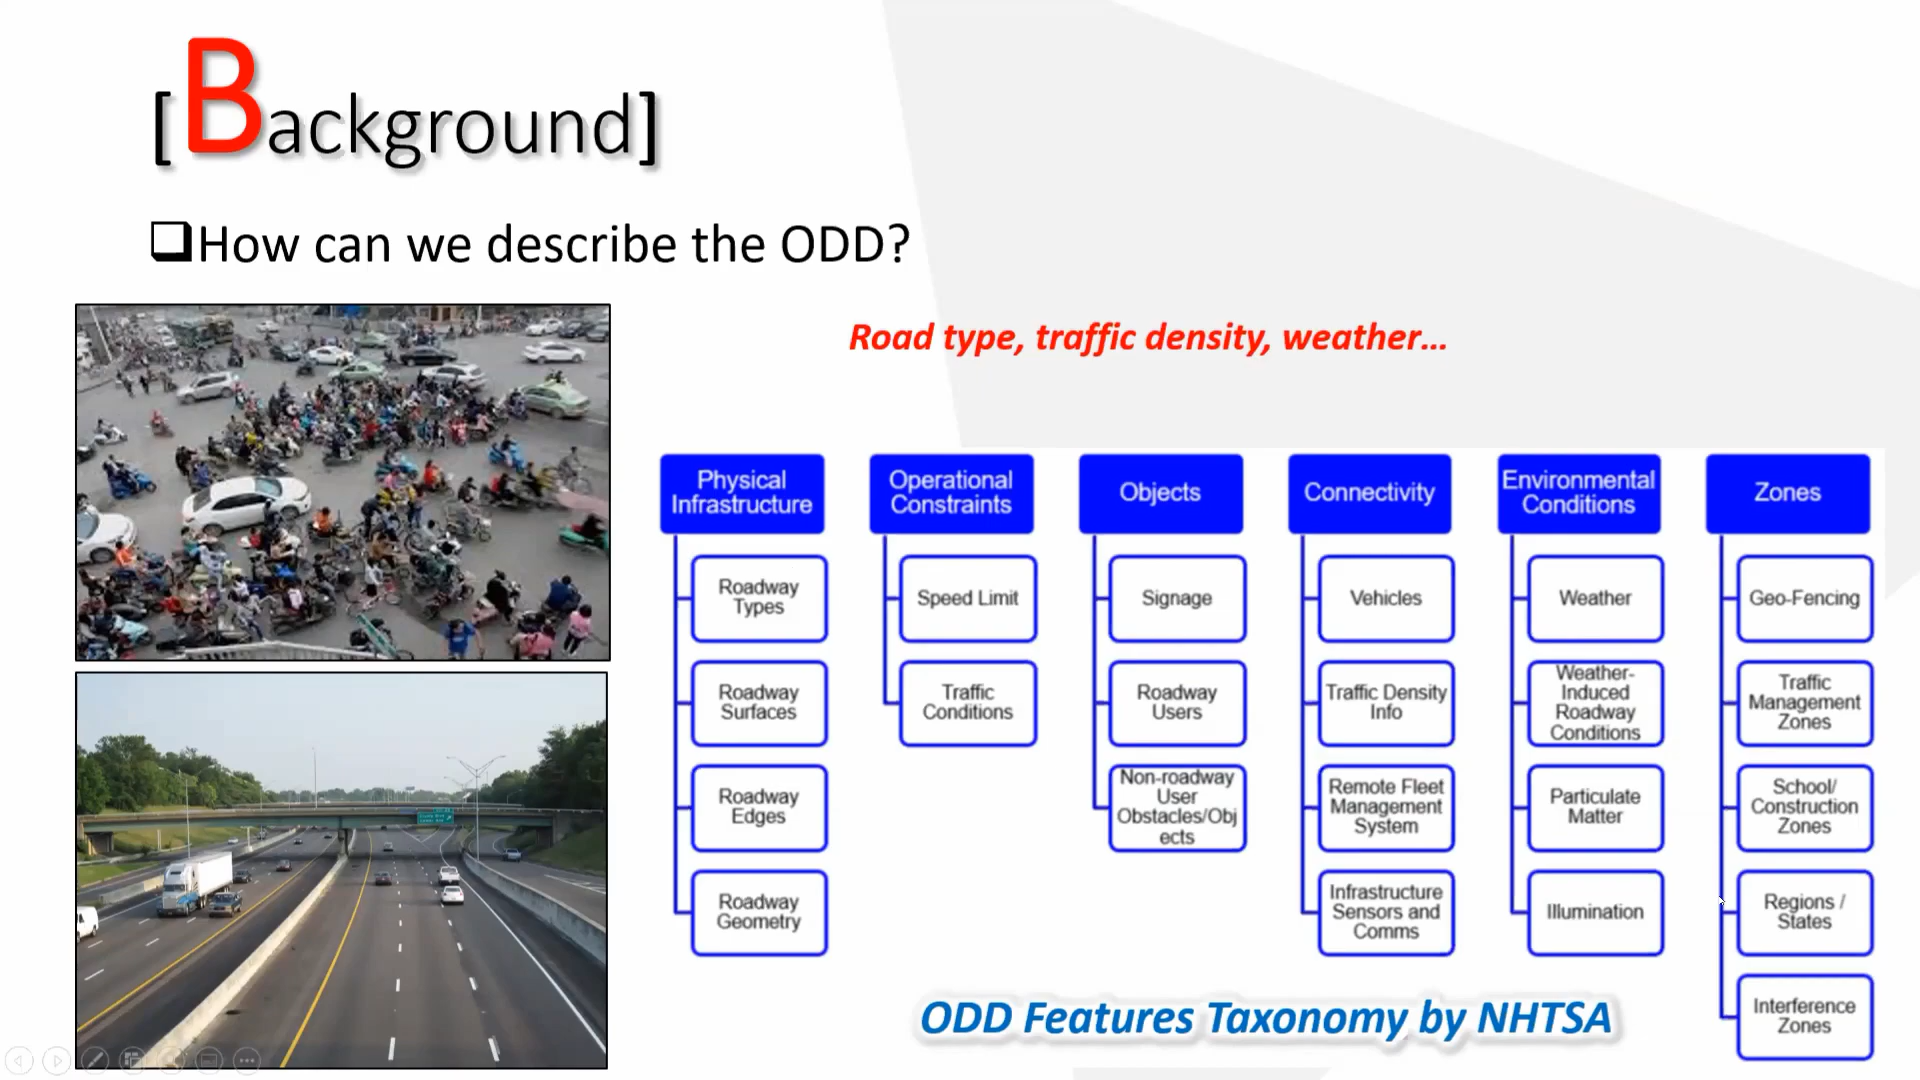 [Background]
How can we describe the ODD?
Road type, traffic density, weather...
Physical
Infrastructure
Roadway
Types
Roadway
Surfaces
Roadway
Edges
Roadway
Geometry
Operational
Constraints
Speed Limit
Traffic
Conditions
Objects
Signage
Roadway
Users
Non-roadway
User
Obstacles/Obj
ects
Connectivity
Vehicles
Traffic Density
Info
Remote Fleet
Management
System
Infrastructure
Sensors and
Comms
Environmental
Conditions
Weather
Weather-
Induced
Roadway
Conditions
Particulate
Matter
Illumination
Zones
Geo-Fencing
Traffic
Management
Zones
School/
Construction
Zones
Regions /
States
Interference
Zones
ODD Features Taxonomy by NHTSA